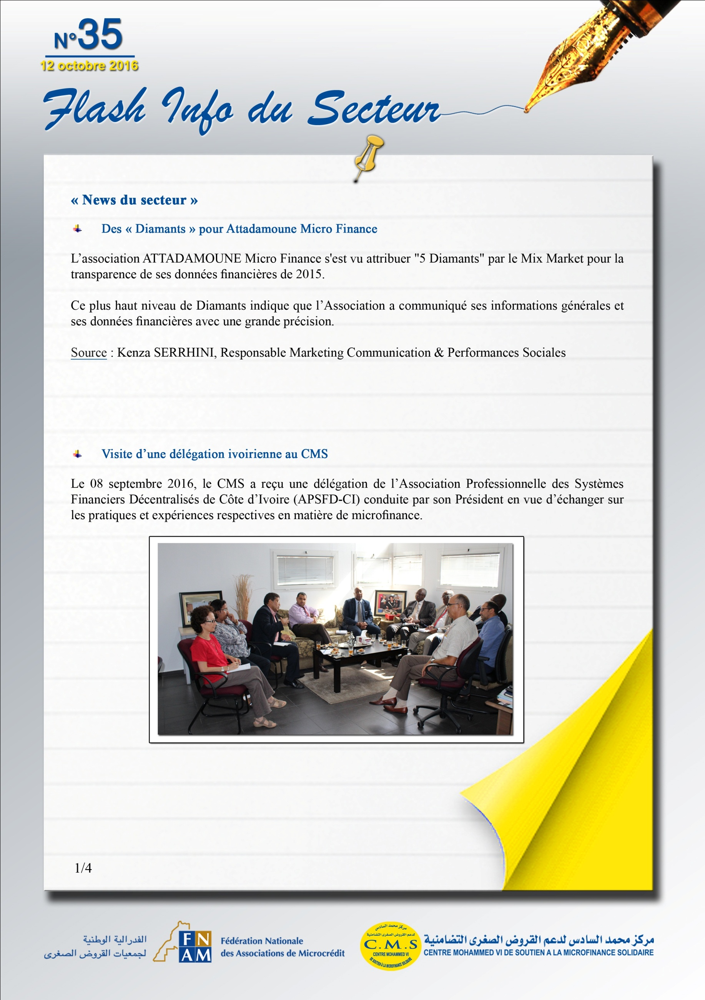 N°35
12 octobre 2016
Flash Info du Secteur
« News du secteur »
Des « Diamants » pour Attadamoune Micro Finance
L’association ATTADAMOUNE Micro Finance s'est vu attribuer "5 Diamants" par le Mix Market pour la
transparence de ses données financières de 2015.
Ce plus haut niveau de Diamants indique que l’Association a communiqué ses informations générales et
ses données financières avec une grande précision.
Source : Kenza SERRHINI, Responsable Marketing Communication & Performances Sociales
Visite d’une délégation ivoirienne au CMS
Le 08 septembre 2016, le CMS a reçu une délégation de l’Association Professionnelle des Systèmes
Financiers Décentralisés de Côte d’Ivoire (APSFD-CI) conduite par son Président en vue d’échanger sur
les pratiques et expériences respectives en matière de microfinance.
1/4
الفدرالية الوطنية
لجمعيات القروض الصغرى
FN
AM
Fédération Nationale
des Associations de Microcrédit
مركز محمد السادس
لدعم القروض الصغرى التضامنية
C.M.S
CENTRE MOHAMMED VI
DE SOUTIEN À LA MICROFINANCE SOLIDAIRE
مركز محمد السادس لدعم القروض الصغرى التضامنية
CENTRE MOHAMMED VI DE SOUTIEN A LA MICROFINANCE SOLIDAIRE